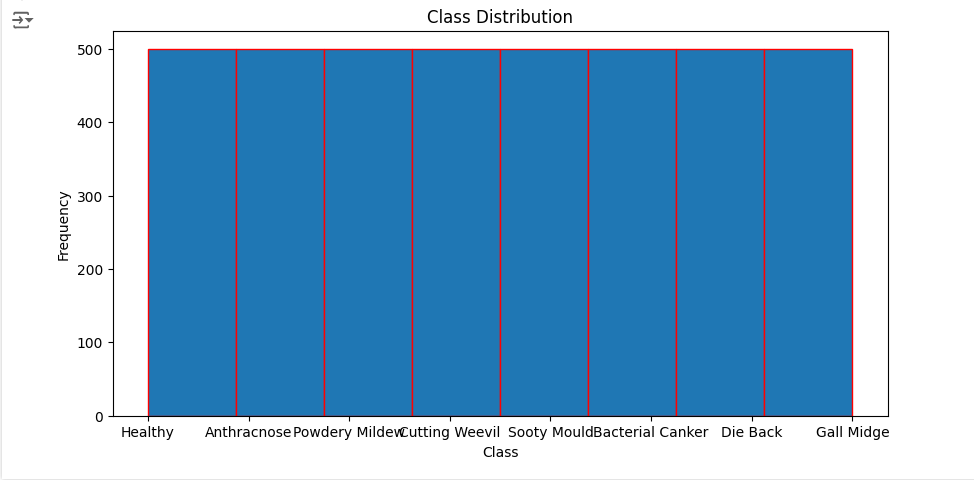 Class Distribution
500
400
300
200
100
0
Frequency
Healthy Anthracnose Powdery Mildew Cutting Weevil Sooty Mould Bacterial Canker Die Back Gall Midge
Class